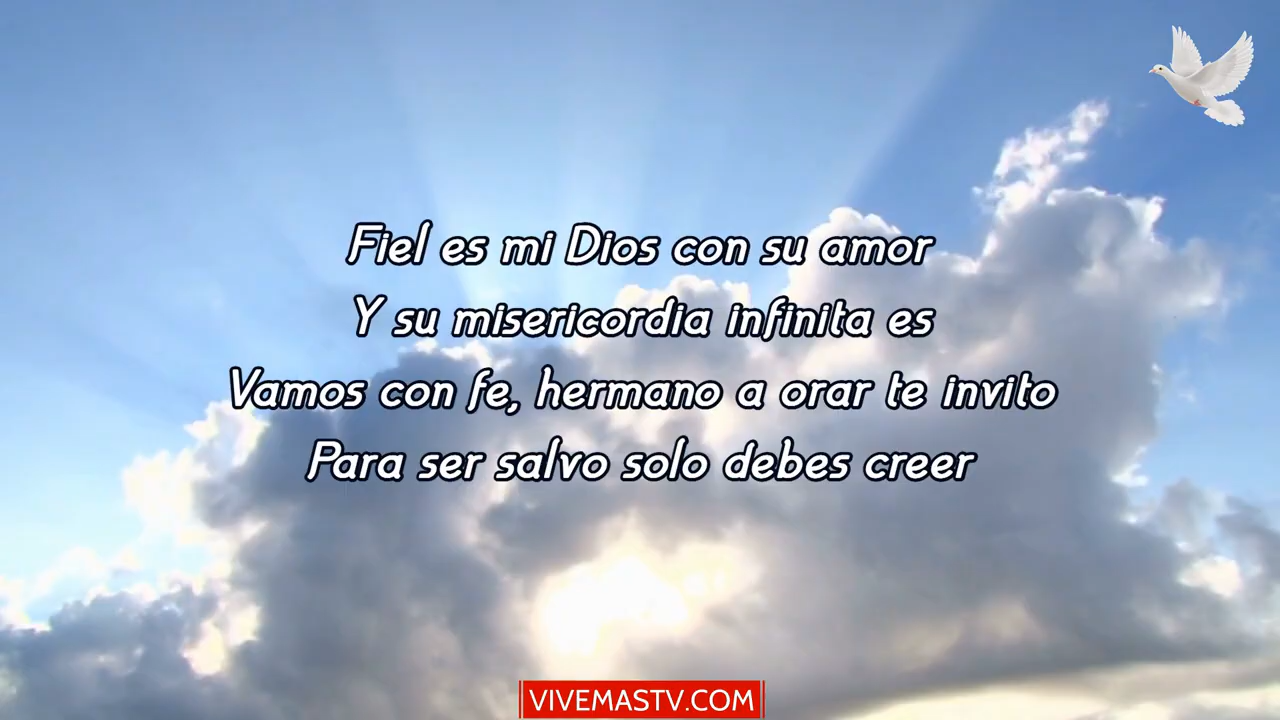 Fiel es mi Dios con su amor
Y su misericordia infinita es
Vamos con fe, hermano a orar te invito
Para ser salvo solo debes creer
VIVEMASTV.COM